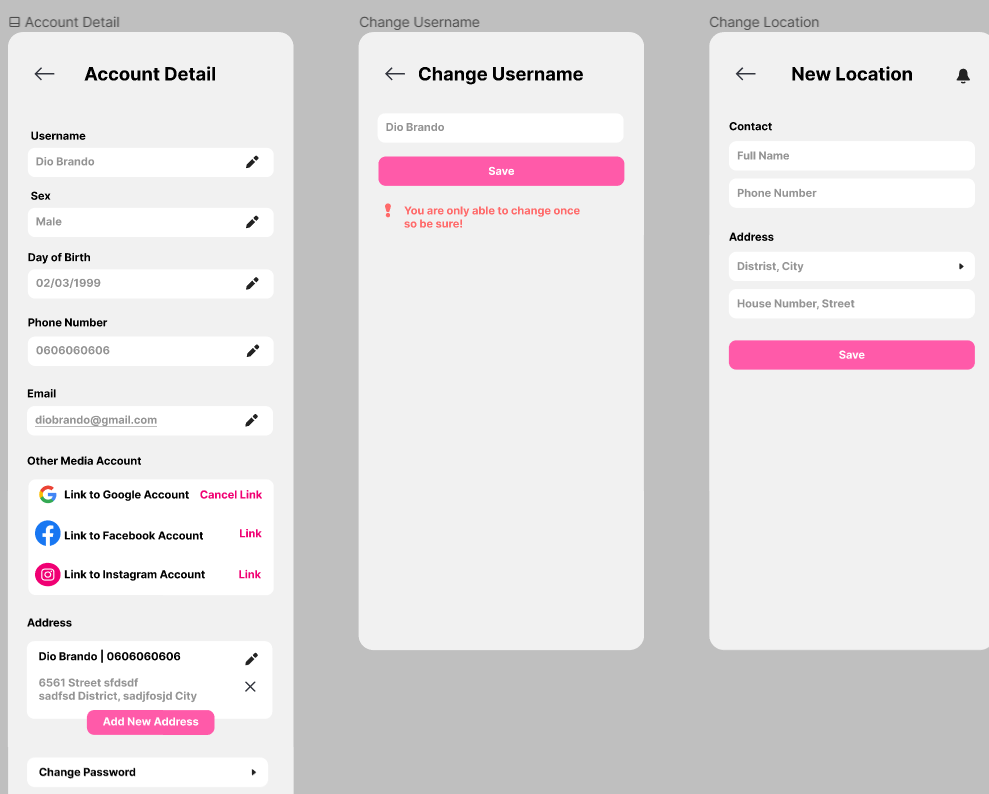 Account Detail
Change Username
Change Location
Account Detail
Username
Dio Brando
Sex
Male
Day of Birth
02/03/1999
Phone Number
0606060606
Email
diobrando@gmail.com
Other Media Account
Link to Google Account Cancel Link
Link to Facebook Account Link
Link to Instagram Account Link
Address
Dio Brando | 0606060606
6561 Street sfdsdf
sadfsd District, sadjfosjd City
Add New Address
Change Password
Change Username
Dio Brando
Save
You are only able to change once
so be sure!
New Location
Contact
Full Name
Phone Number
Address
Distrist, City
House Number, Street
Save